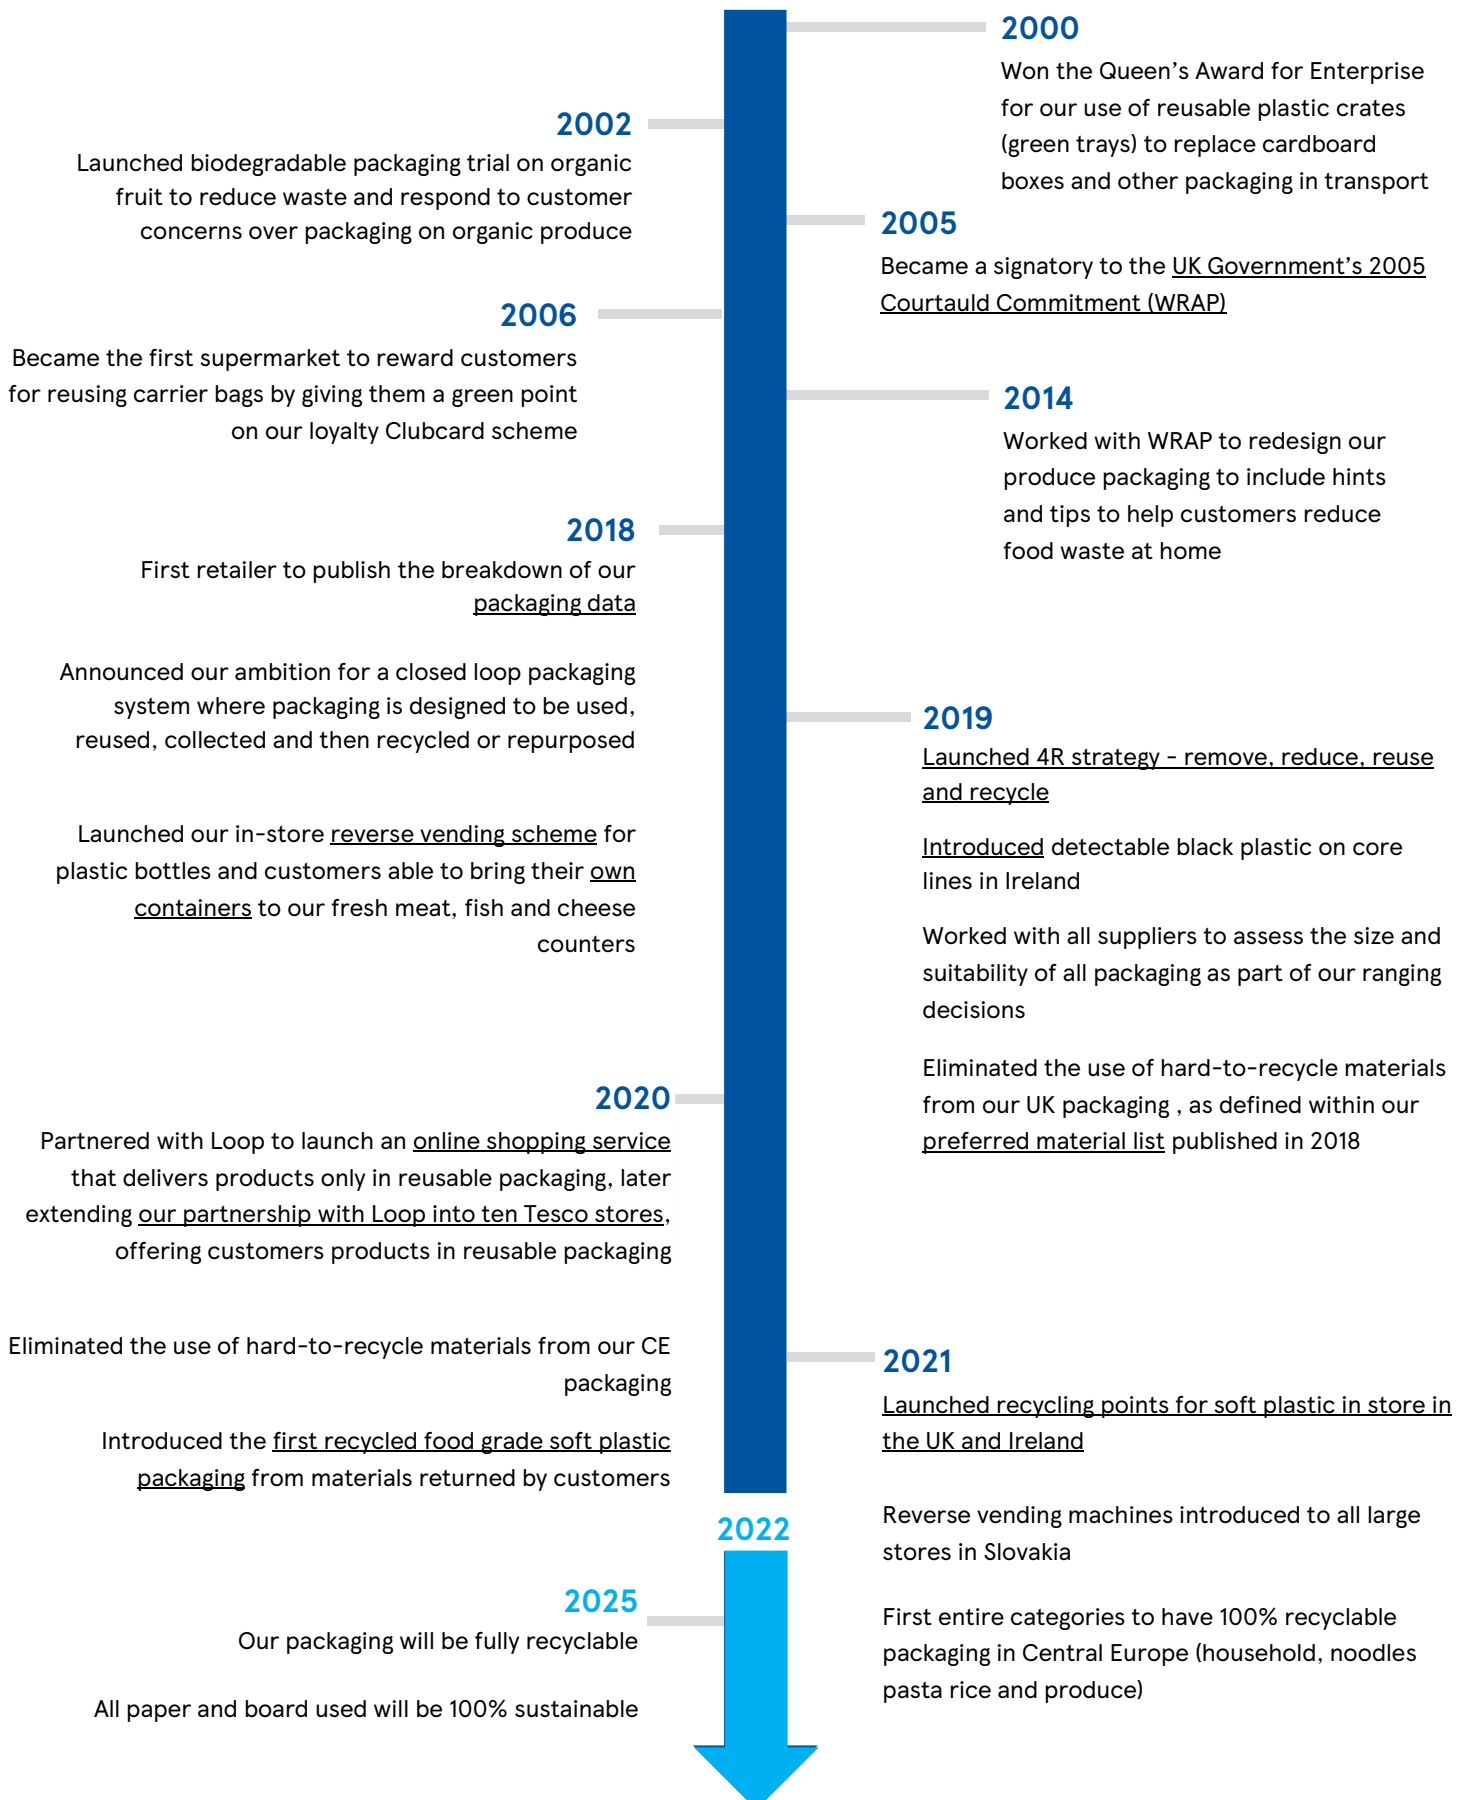 2000
Won the Queen’s Award for Enterprise
for our use of reusable plastic crates
(green trays) to replace cardboard
boxes and other packaging in transport
2002
Launched biodegradable packaging trial on organic
fruit to reduce waste and respond to customer
concerns over packaging on organic produce
2005
Became a signatory to the UK Government’s 2005
Courtauld Commitment (WRAP)
2006
Became the first supermarket to reward customers
for reusing carrier bags by giving them a green point
on our loyalty Clubcard scheme
2014
Worked with WRAP to redesign our
produce packaging to include hints
and tips to help customers reduce
food waste at home
2018
First retailer to publish the breakdown of our
packaging data
Announced our ambition for a closed loop packaging
system where packaging is designed to be used,
reused, collected and then recycled or repurposed
Launched our in-store reverse vending scheme for
plastic bottles and customers able to bring their own
containers to our fresh meat, fish and cheese
counters
2019
Launched 4R strategy - remove, reduce, reuse
and recycle
Introduced detectable black plastic on core
lines in Ireland
Worked with all suppliers to assess the size and
suitability of all packaging as part of our ranging
decisions
Eliminated the use of hard-to-recycle materials
from our UK packaging , as defined within our
preferred material list published in 2018
2020
Partnered with Loop to launch an online shopping service
that delivers products only in reusable packaging, later
extending our partnership with Loop into ten Tesco stores,
offering customers products in reusable packaging
Eliminated the use of hard-to-recycle materials from our CE
packaging
Introduced the first recycled food grade soft plastic
packaging from materials returned by customers
2021
Launched recycling points for soft plastic in store in
the UK and Ireland
Reverse vending machines introduced to all large
stores in Slovakia
First entire categories to have 100% recyclable
packaging in Central Europe (household, noodles
pasta rice and produce)
2022
2025
Our packaging will be fully recyclable
All paper and board used will be 100% sustainable